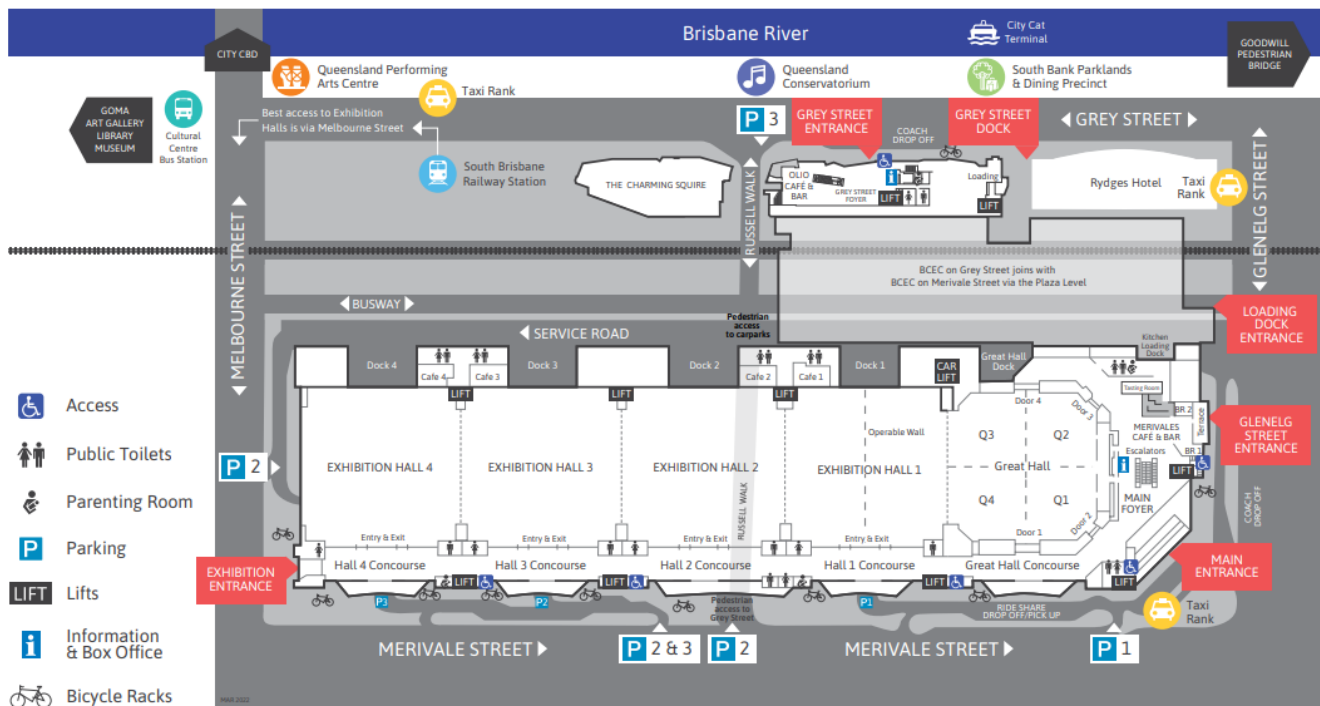 Brisbane River
City Cat
Terminal
CITY CBD
GOODWILL
PEDESTRIAN
BRIDGE
Queensland Performing
Arts Centre
Taxi Rank
Queensland
Conservatorium
South Bank Parklands
& Dining Precinct
GOMA
ART GALLERY
LIBRARY
MUSEUM
Cultural
Centre
Bus Station
Best access to Exhibition
Halls is via Melbourne Street
South Brisbane
Railway Station
P 3
GREY STREET
ENTRANCE
COACH
DROP OFF
GREY STREET
DOCK
GREY STREET
THE CHARMING SQUIRE
RUSSELL WALK
OLIO
CAFÉ &
BAR
GREY STREET
FOYER
i
LIFT
Loading
LIFT
Rydges Hotel
Taxi
Rank
GLENELG STREET
MELBOURNE STREET
BCEC on Grey Street joins with
BCEC on Merivale Street via the Plaza Level
BUSWAY
SERVICE ROAD
Pedestrian
access
to carparks
LOADING
DOCK
ENTRANCE
Dock 4
Cafe 4
Cafe 3
Dock 3
Dock 2
Cafe 2
Cafe 1
Dock 1
CAR
LIFT
Great Hall
Dock
Kitchen
Loading
Dock
Tasting Room
LIFT
LIFT
LIFT
Door 4
Door 3
BR 2
Terrace
MERIVALES
CAFÉ & BAR
BR 1
Escalators
LIFT
i
GLENELG
STREET
ENTRANCE
Operable Wall
Q3
Q2
Great Hall
Q4
Q1
Door 1
Door 2
MAIN
FOYER
EXHIBITION HALL 4
EXHIBITION HALL 3
EXHIBITION HALL 2
EXHIBITION HALL 1
RUSSELL WALK
COACH
DROP OFF
P 2
Entry & Exit
Entry & Exit
Entry & Exit
Entry & Exit
EXHIBITION
ENTRANCE
Hall 4 Concourse
Hall 3 Concourse
Hall 2 Concourse
Hall 1 Concourse
Great Hall Concourse
MAIN
ENTRANCE
LIFT
LIFT
LIFT
LIFT
P3
P2
Pedestrian
access to
Grey Street
P1
RIDE SHARE
DROP OFF/PICK UP
Taxi
Rank
MERIVALE STREET
P 2 & 3
P 2
MERIVALE STREET
P 1
Access
Public Toilets
Parenting Room
P Parking
LIFT Lifts
i Information
& Box Office
Bicycle Racks
MAR 2022